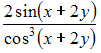 2sin(x + 2y)
cos³(x + 2y)